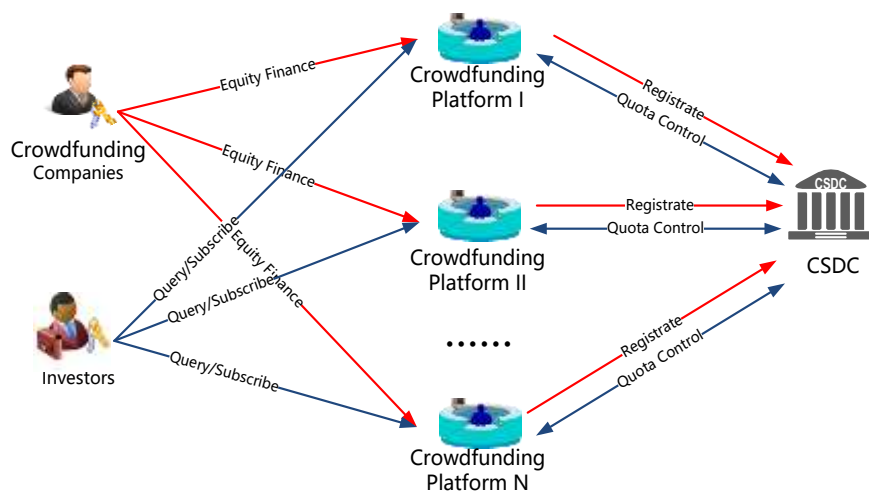 Crowdfunding
Platform I
Equity Finance
Registrate
Quota Control
Crowdfunding
Companies
Equity Finance
CSDC
Registrate
Quota Control
Query/Subscribe
Equity Finance
Crowdfunding
Platform II
CSDC
Query/Subscribe
Query/Subscribe
Investors
......
Registrate
Quota Control
Crowdfunding
Platform N